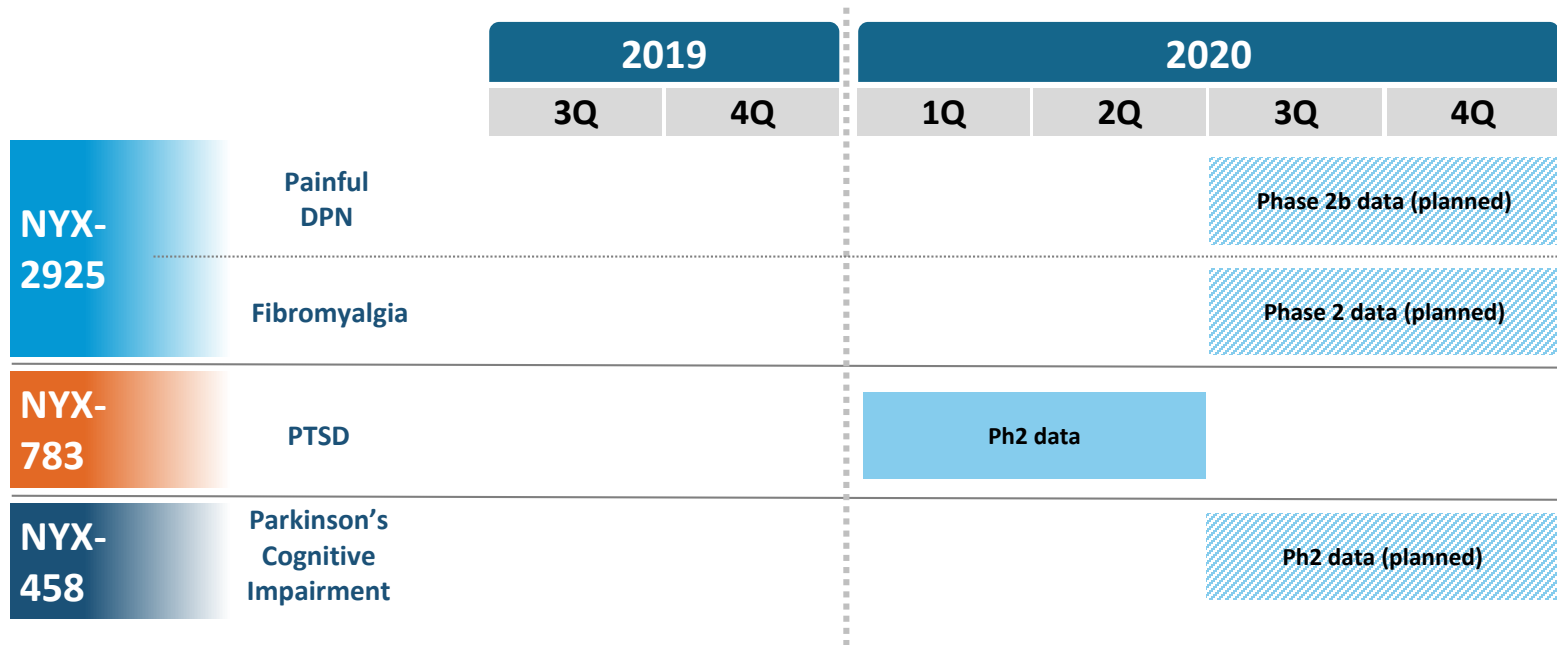 2019
2020
3Q
4Q
1Q
2Q
3Q
4Q
NYX-
2925
Painful
DPN
Phase 2b data (planned)
Fibromyalgia
Phase 2 data (planned)
NYX-
783
PTSD
Ph2 data
NYX-
458
Parkinson's
Cognitive
Impairment
Ph2 data (planned)